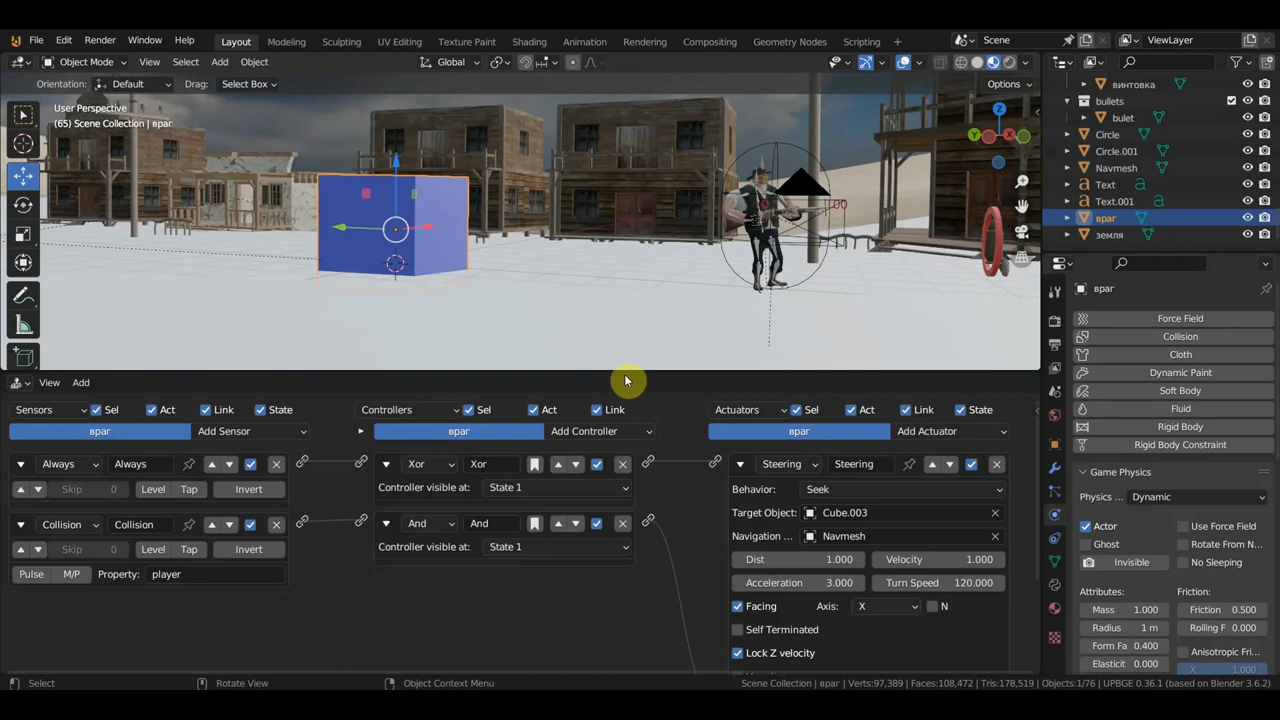 File Edit Render Window Help Layout Modeling Sculpting UV Editing Texture Paint Shading Animation Rendering Compositing Geometry Nodes Scripting + Scene ViewLayer
Object Mode View Select Add Object Global
Orientation: Default Drag: Select Box Options
User Perspective
(65) Scene Collection | враг
Z
Y
X
винтовка
bullets
bulet
Circle
Circle.001
Navmesh
Text
Text.001
враг
земля
враг
Force Field
Collision
Cloth
Dynamic Paint
Soft Body
Fluid
Rigid Body
Rigid Body Constraint
Game Physics
Physics ... Dynamic
Actor Use Force Field
Ghost Rotate From N...
Invisible No Sleeping
Attributes: Friction:
Mass 1.000 Friction 0.500
Radius 1 m Rolling F 0.000
Form Fa 0.400 Anisotropic Fri...
Elasticit 0.000 X 1.000
View Add
Sensors Sel Act Link State Controllers Sel Act Link Actuators Sel Act Link State
враг Add Sensor враг Add Controller враг Add Actuator
Always Always Xor Xor Steering Steering
Skip 0 Level Tap Invert Controller visible at: State 1 Behavior: Seek
Collision Collision And And Target Object: Cube.003
Skip 0 Level Tap Invert Controller visible at: State 1 Navigation ... Navmesh
Pulse M/P Property: player Dist 1.000 Velocity 1.000
Acceleration 3.000 Turn Speed 120.000
Facing Axis: X N
Self Terminated
Lock Z velocity
Select Rotate View Object Context Menu Scene Collection | враг | Verts:97,389 | Faces:108,472 | Tris:178,519 | Objects:1/76 | UPBGE 0.36.1 (based on Blender 3.6.2)